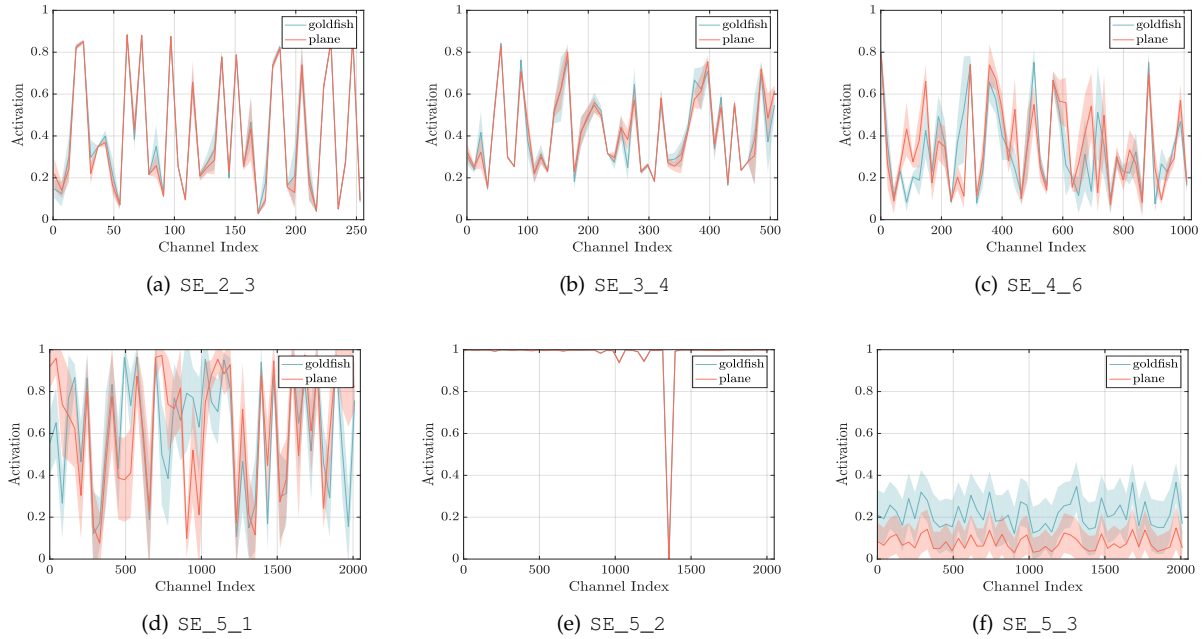 1
0.8
0.6
0.4
0.2
0
0 50 100 150 200 250
Activation
Channel Index
goldfish
plane
(a) SE_2_3
1
0.8
0.6
0.4
0.2
0
0 100 200 300 400 500
Activation
Channel Index
goldfish
plane
(b) SE_3_4
1
0.8
0.6
0.4
0.2
0
0 200 400 600 800 1000
Activation
Channel Index
goldfish
plane
(c) SE_4_6
1
0.8
0.6
0.4
0.2
0
0 500 1000 1500 2000
Activation
Channel Index
goldfish
plane
(d) SE_5_1
1
0.8
0.6
0.4
0.2
0
0 500 1000 1500 2000
Activation
Channel Index
goldfish
plane
(e) SE_5_2
1
0.8
0.6
0.4
0.2
0
0 500 1000 1500 2000
Activation
Channel Index
goldfish
plane
(f) SE_5_3